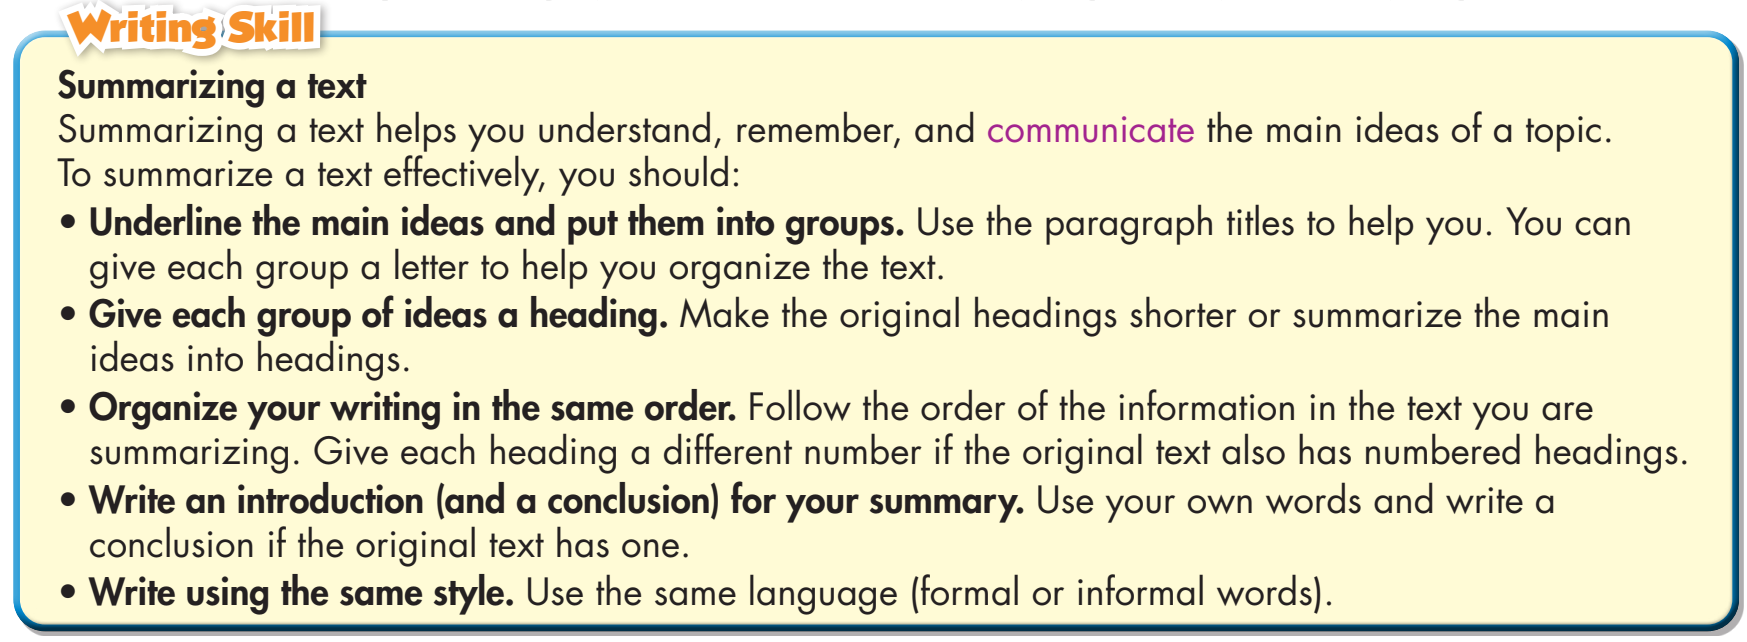 Writing Skill
Summarizing a text
Summarizing a text helps you understand, remember, and communicate the main ideas of a topic.
To summarize a text effectively, you should:
• Underline the main ideas and put them into groups. Use the paragraph titles to help you. You can
give each group a letter to help you organize the text.
• Give each group of ideas a heading. Make the original headings shorter or summarize the main
ideas into headings.
• Organize your writing in the same order. Follow the order of the information in the text you are
summarizing. Give each heading a different number if the original text also has numbered headings.
• Write an introduction (and a conclusion) for your summary. Use your own words and write a
conclusion if the original text has one.
• Write using the same style. Use the same language (formal or informal words).